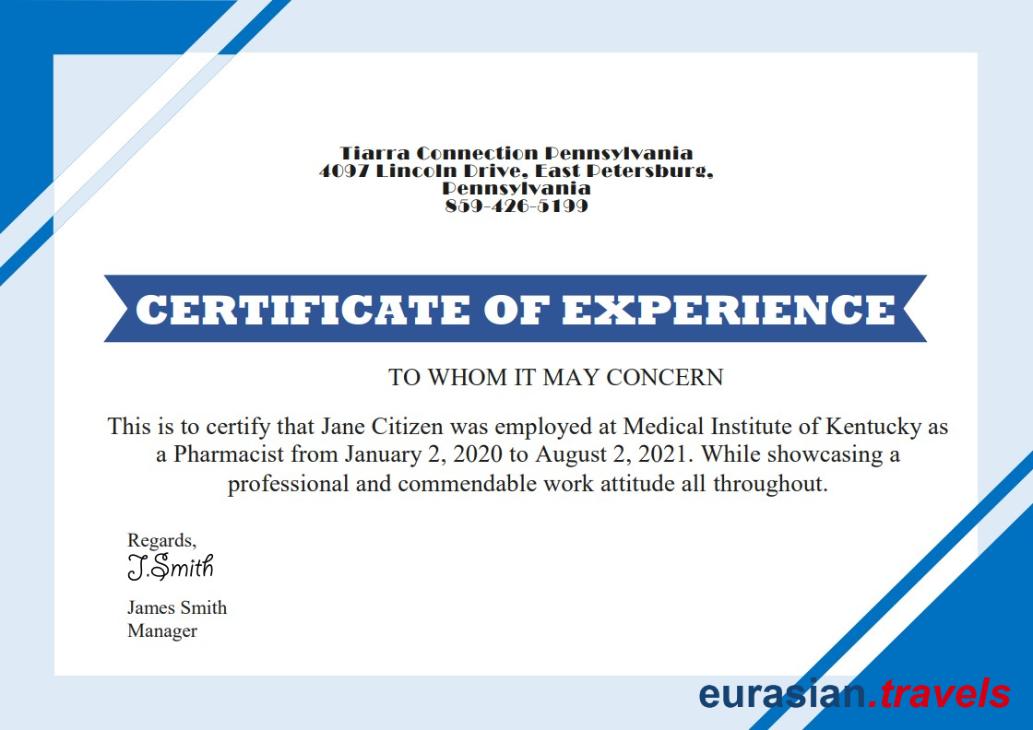 Tiarra Connection Pennsylvania
4097 Lincoln Drive, East Petersburg,
Pennsylvania
859-426-5199
CERTIFICATE OF EXPERIENCE
TO WHOM IT MAY CONCERN
This is to certify that Jane Citizen was employed at Medical Institute of Kentucky as
a Pharmacist from January 2, 2020 to August 2, 2021. While showcasing a
professional and commendable work attitude all throughout.
Regards,
J.Smith
James Smith
Manager
eurasian.travels